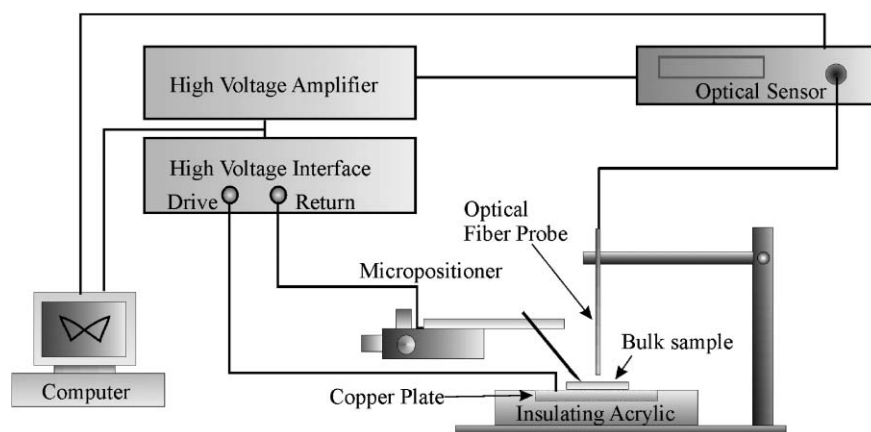 High Voltage Amplifier
Optical Sensor
High Voltage Interface
Drive
Return
Optical
Fiber Probe
Micropositioner
Bulk sample
Copper Plate
Insulating Acrylic
Computer